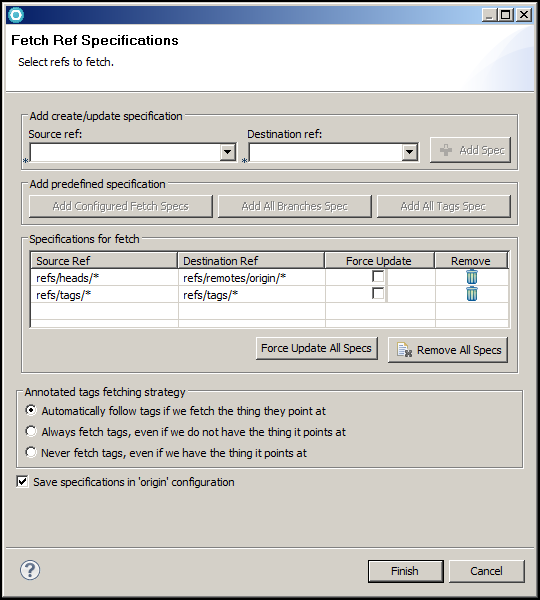 Fetch Ref Specifications
Select refs to fetch.
Add create/update specification
Source ref:
Destination ref:
*
*
Add Spec
Add predefined specification
Add Configured Fetch Specs
Add All Branches Spec
Add All Tags Spec
Specifications for fetch
Source Ref Destination Ref Force Update Remove
refs/heads/* refs/remotes/origin/*
refs/tags/* refs/tags/*
Force Update All Specs
Remove All Specs
Annotated tags fetching strategy
Automatically follow tags if we fetch the thing they point at
Always fetch tags, even if we do not have the thing it points at
Never fetch tags, even if we have the thing it points at
Save specifications in 'origin' configuration
?
Finish
Cancel